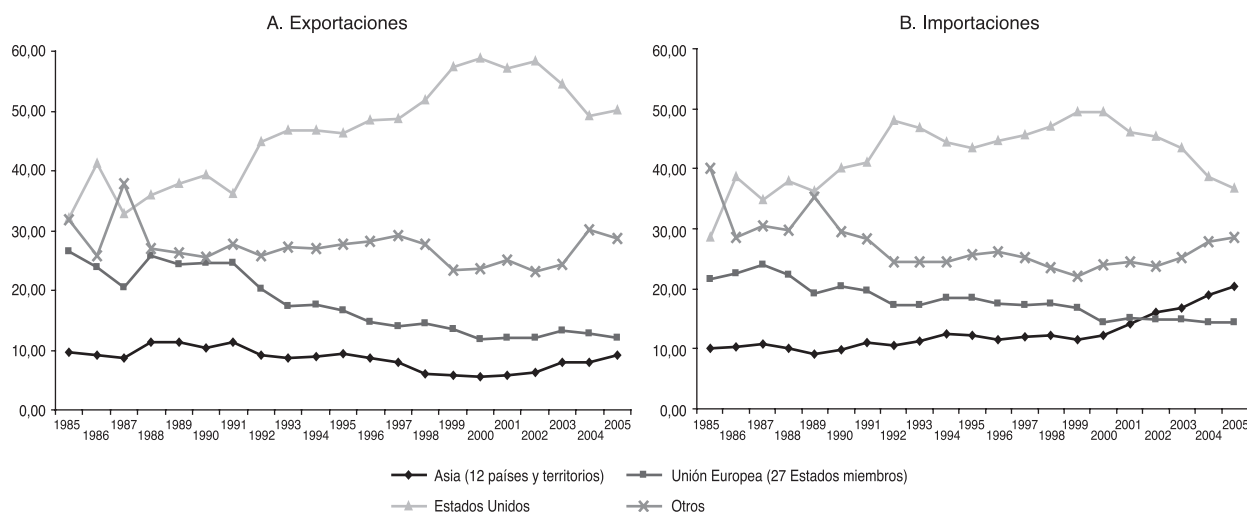 A. Exportaciones
60,00
50,00
40,00
30,00
20,00
10,00
0,00
1985 1987 1989 1991 1993 1995 1997 1999 2001 2003 2005
1986 1988 1990 1992 1994 1996 1998 2000 2002 2004
B. Importaciones
60,00
50,00
40,00
30,00
20,00
10,00
0,00
1985 1987 1989 1991 1993 1995 1997 1999 2001 2003 2005
1986 1988 1990 1992 1994 1996 1998 2000 2002 2004
Asia (12 países y territorios) Unión Europea (27 Estados miembros)
Estados Unidos Otros